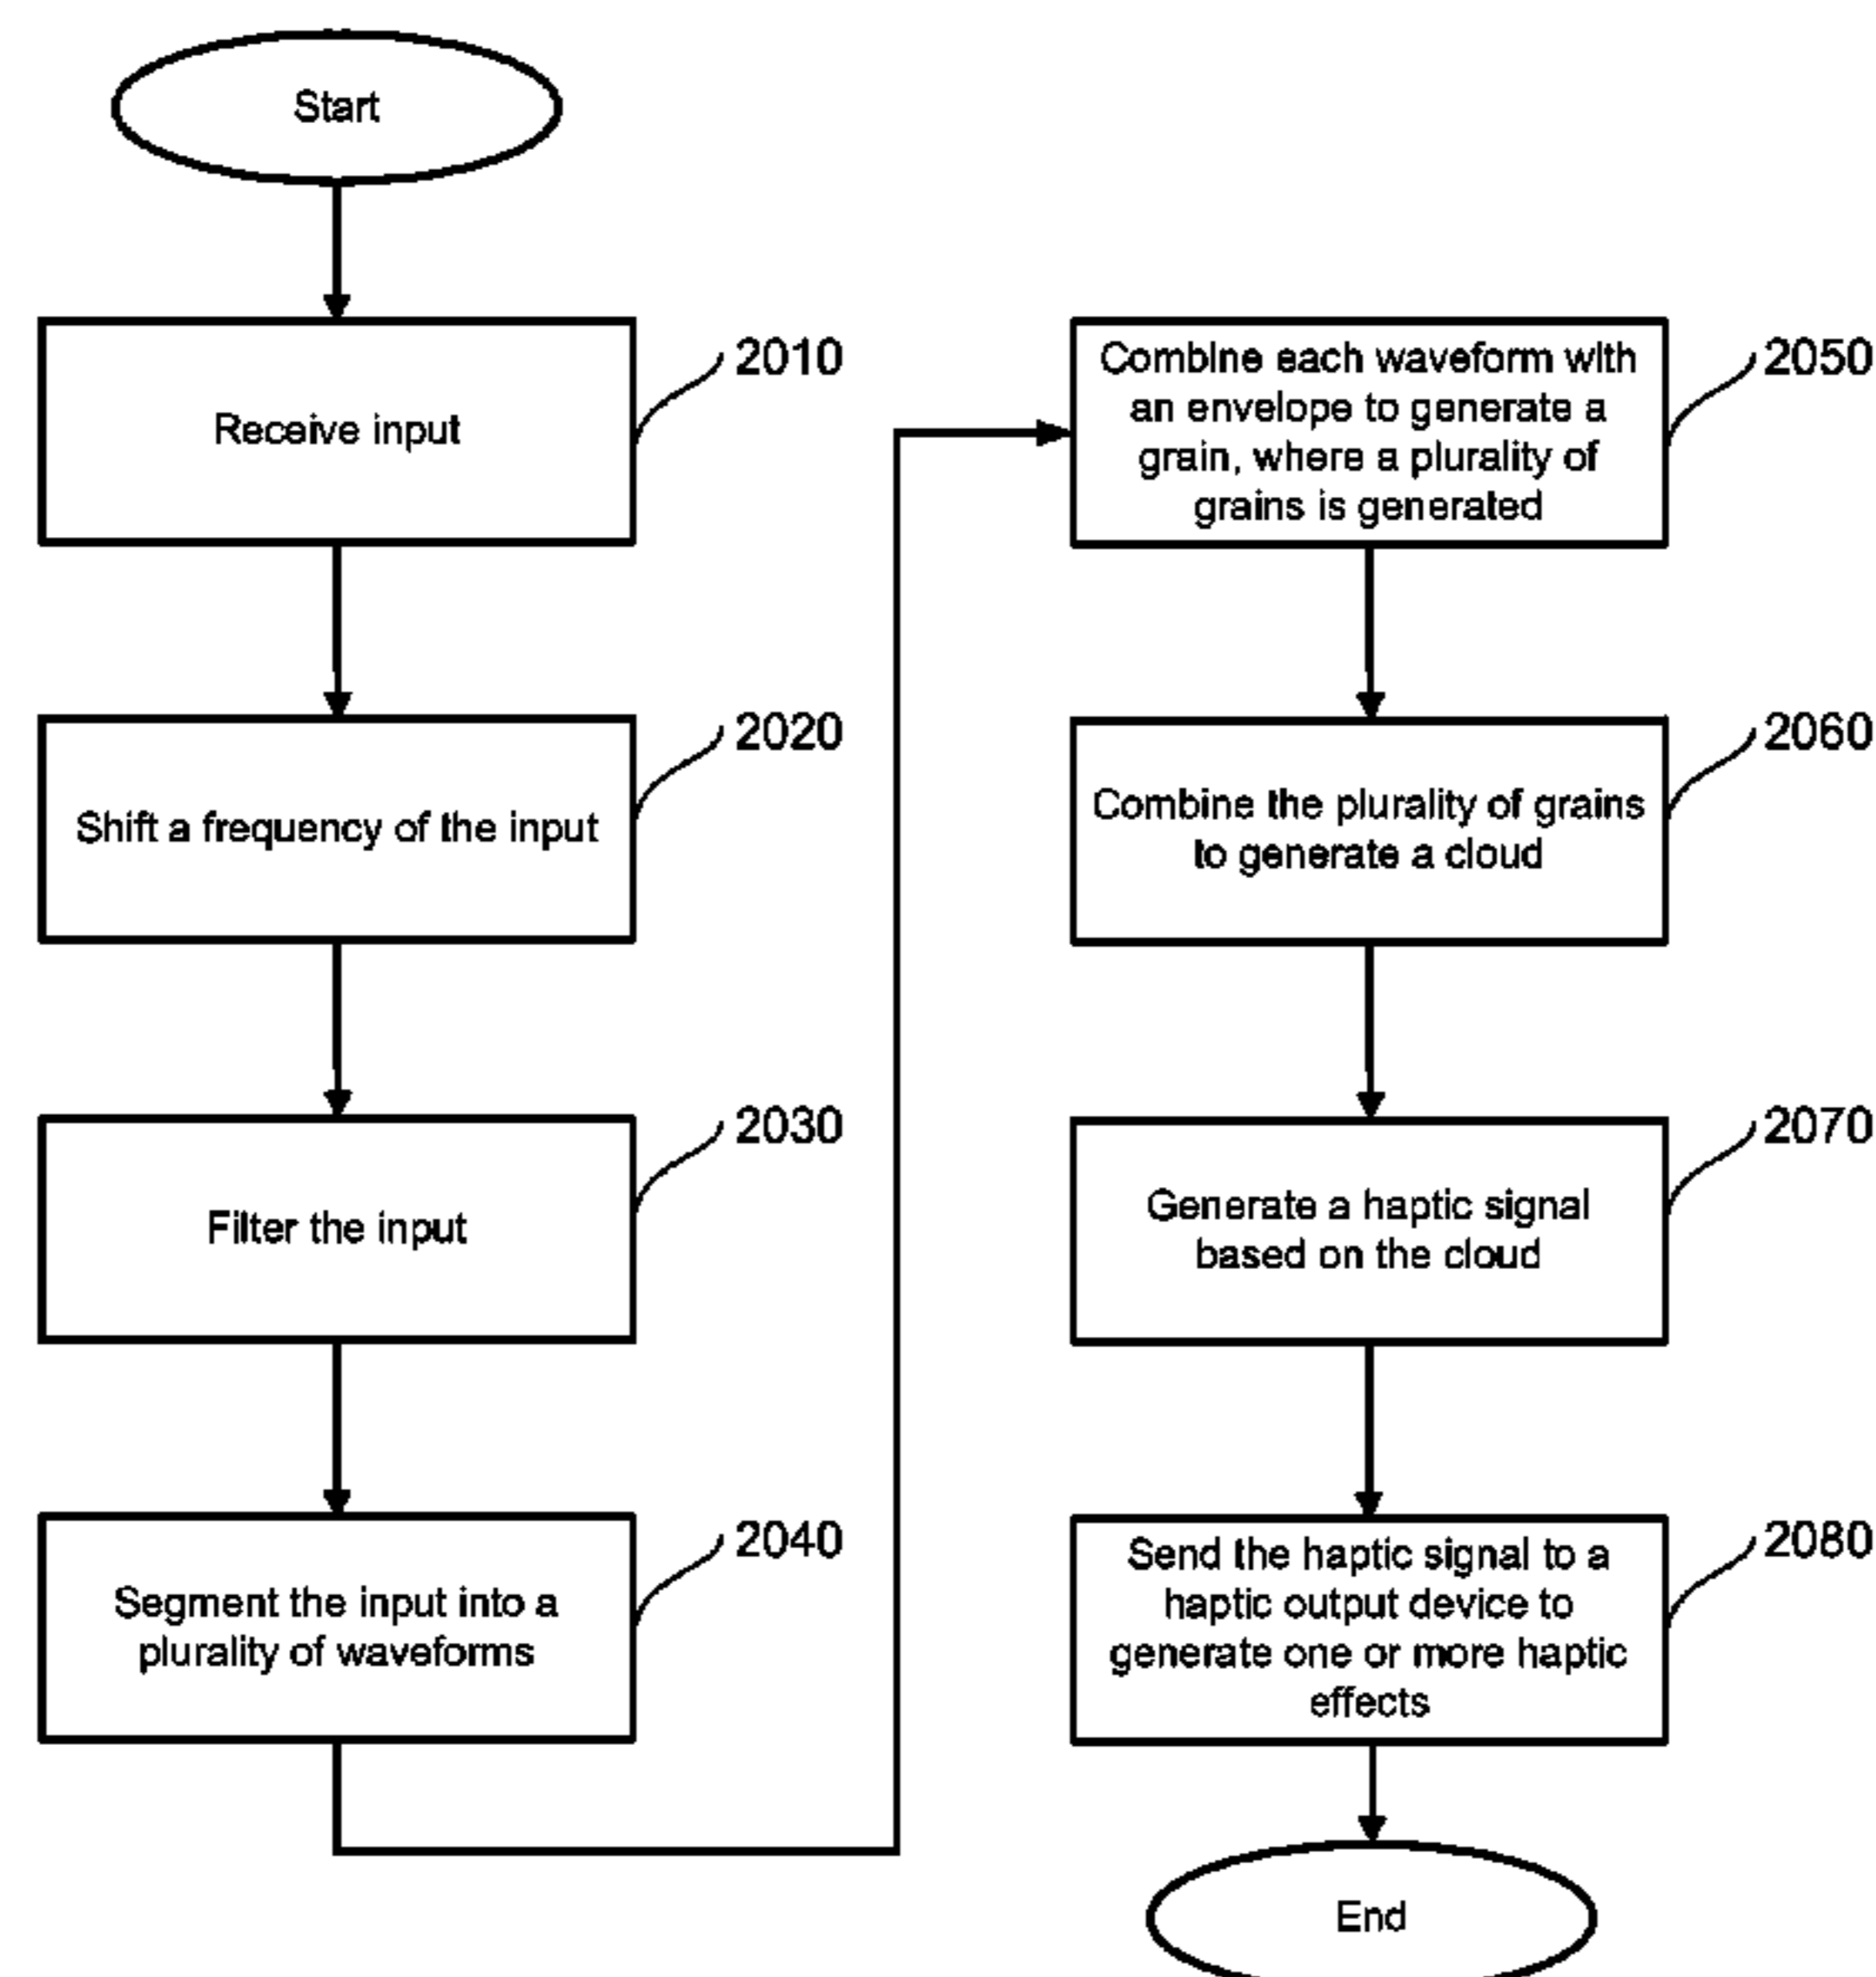 Start
Receive input
2010
Shift a frequency of the input
2020
Filter the input
2030
Segment the input into a
plurality of waveforms
2040
Combine each waveform with
an envelope to generate a
grain, where a plurality of
grains is generated
2050
Combine the plurality of grains
to generate a cloud
2060
Generate a haptic signal
based on the cloud
2070
Send the haptic signal to a
haptic output device to
generate one or more haptic
effects
2080
End